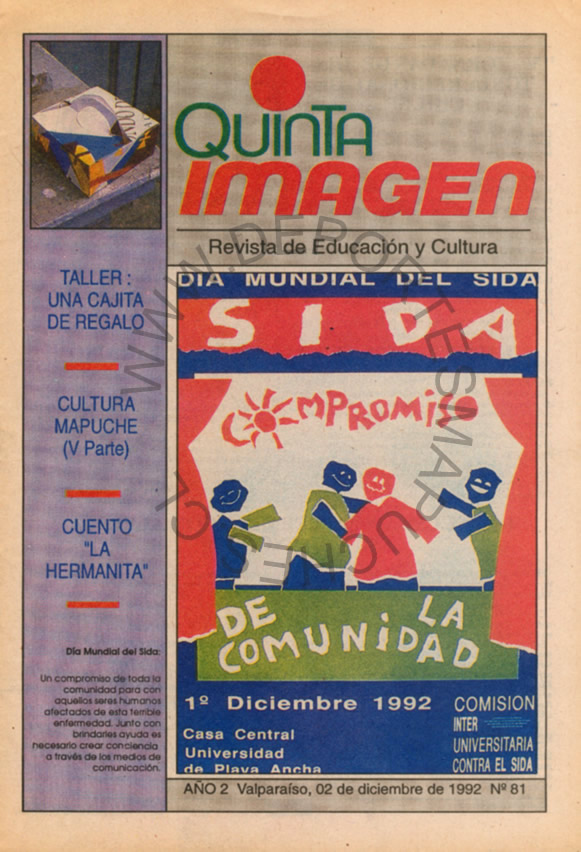 QUINTA
IMAGEN
Revista de Educación y Cultura
TALLER :
UNA CAJITA
DE REGALO
CULTURA
MAPUCHE
(V Parte)
CUENTO
"LA
HERMANITA"
Día Mundial del Sida:
Un compromiso de toda la
comunidad para con
aquellos seres humanos
afectados de esta terrible
enfermedad. Junto con
brindarles ayuda es
necesario crear conciencia
a través de los medios de
comunicación.
DIA MUNDIAL DEL SIDA
SIDA
COMPROMISO
DE LA
COMUNIDAD
1º Diciembre 1992
Casa Central
Universidad
de Playa Ancha
COMISION
INTER
UNIVERSITARIA
CONTRA EL SIDA
AÑO 2 Valparaíso, 02 de diciembre de 1992 Nº 81